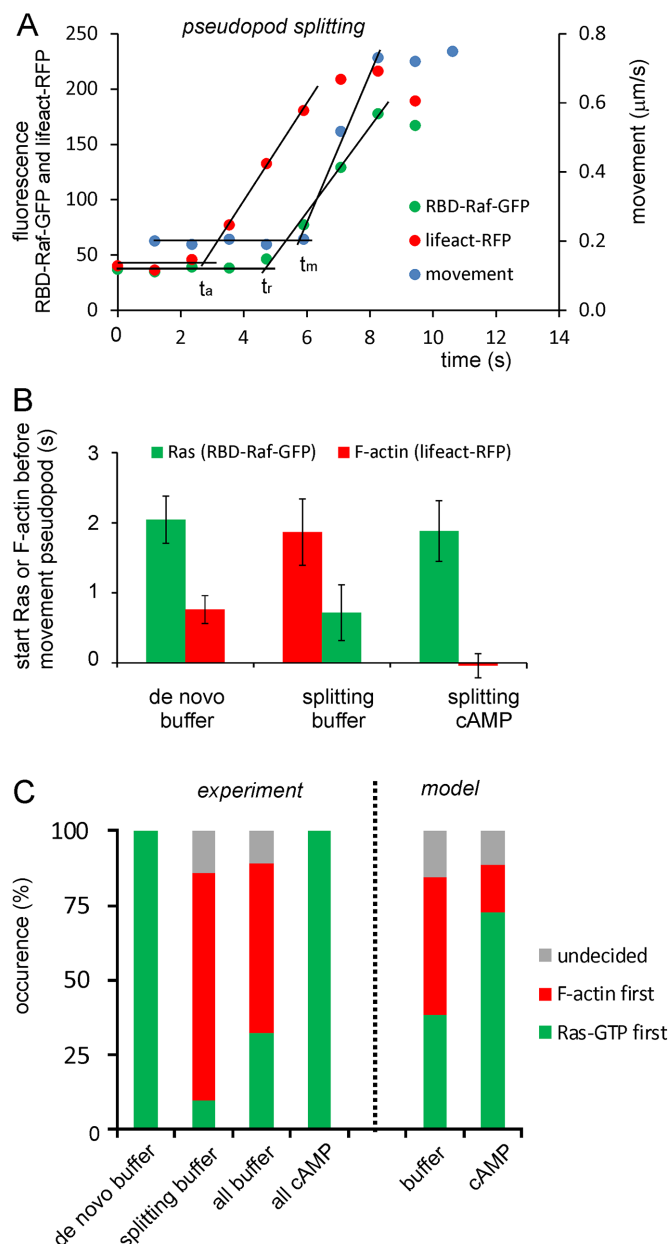 A
pseudopod splitting
fluorescence
RBD-Raf-GFP and lifeact-RFP
250
200
150
100
50
0
0.8
0.6
0.4
0.2
0.0
movement (μm/s)
RBD-Raf-GFP
lifeact-RFP
movement
ta
tr
tm
0 2 4 6 8 10 12 14
time (s)
B
start Ras or F-actin before
movement pseudopod (s)
3
2
1
0
Ras (RBD-Raf-GFP) F-actin (lifeact-RFP)
de novo
buffer
splitting
buffer
splitting
cAMP
C
experiment
model
occurence (%)
100
75
50
25
0
undecided
F-actin first
Ras-GTP first
de novo buffer
splitting buffer
all buffer
all cAMP
buffer
cAMP